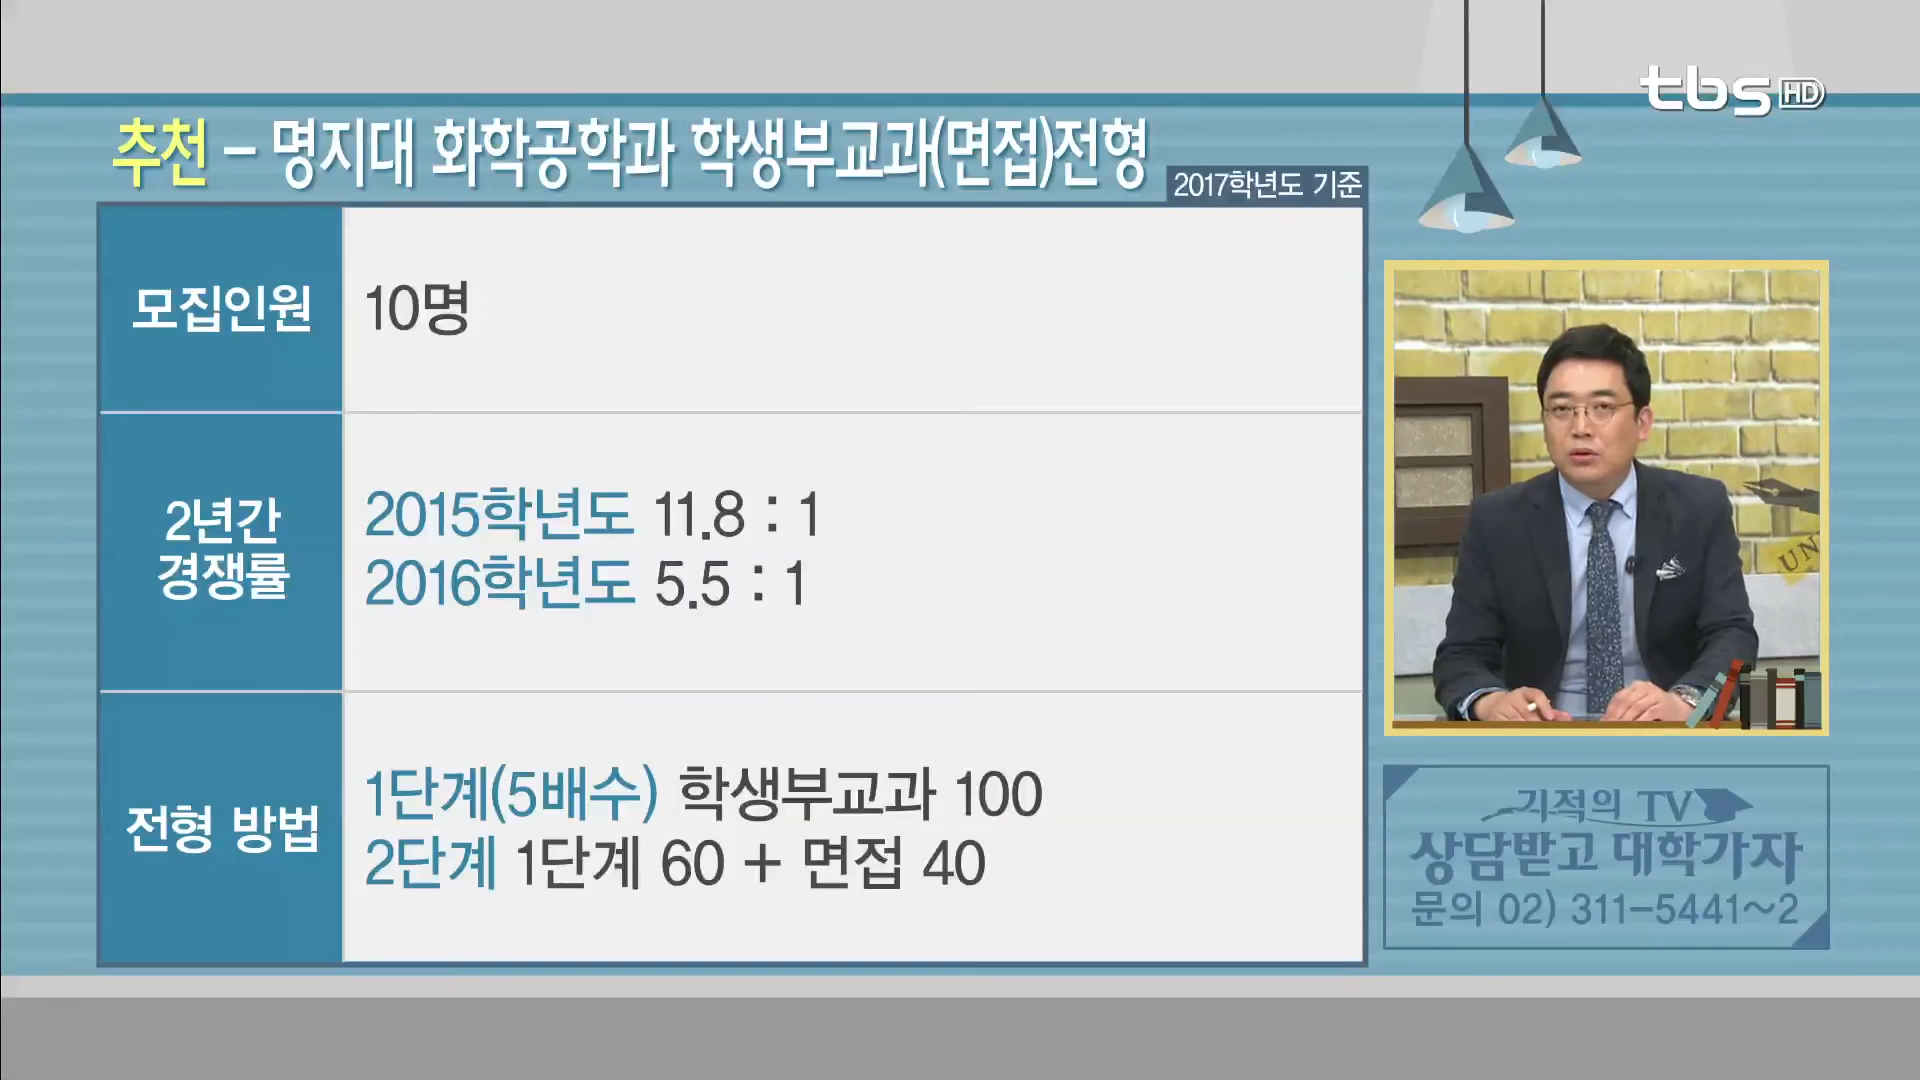 tbs HD
추천 - 명지대 화학공학과 학생부교과(면접)전형
2017학년도 기준
모집인원
10명
2년간
경쟁률
2015학년도 11.8 : 1
2016학년도 5.5 : 1
전형 방법
1단계(5배수) 학생부교과 100
2단계 1단계 60 + 면접 40
UN
기적의 TV
상담받고 대학가자
문의 02) 311-5441~2